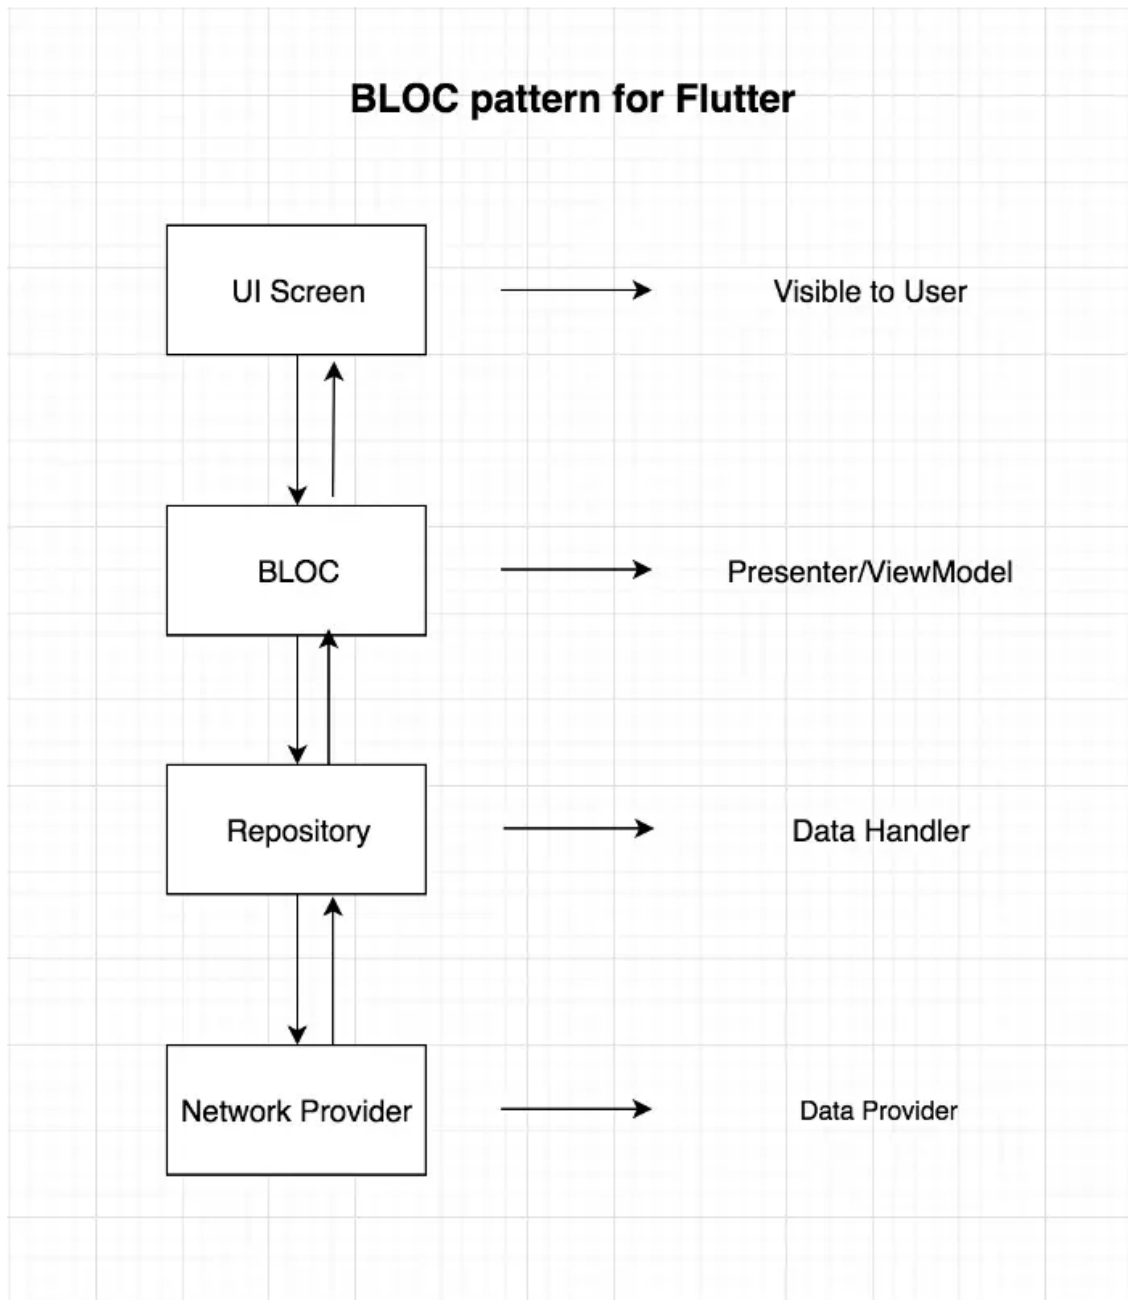 BLOC pattern for Flutter
UI Screen
Visible to User
BLOC
Presenter/ViewModel
Repository
Data Handler
Network Provider
Data Provider